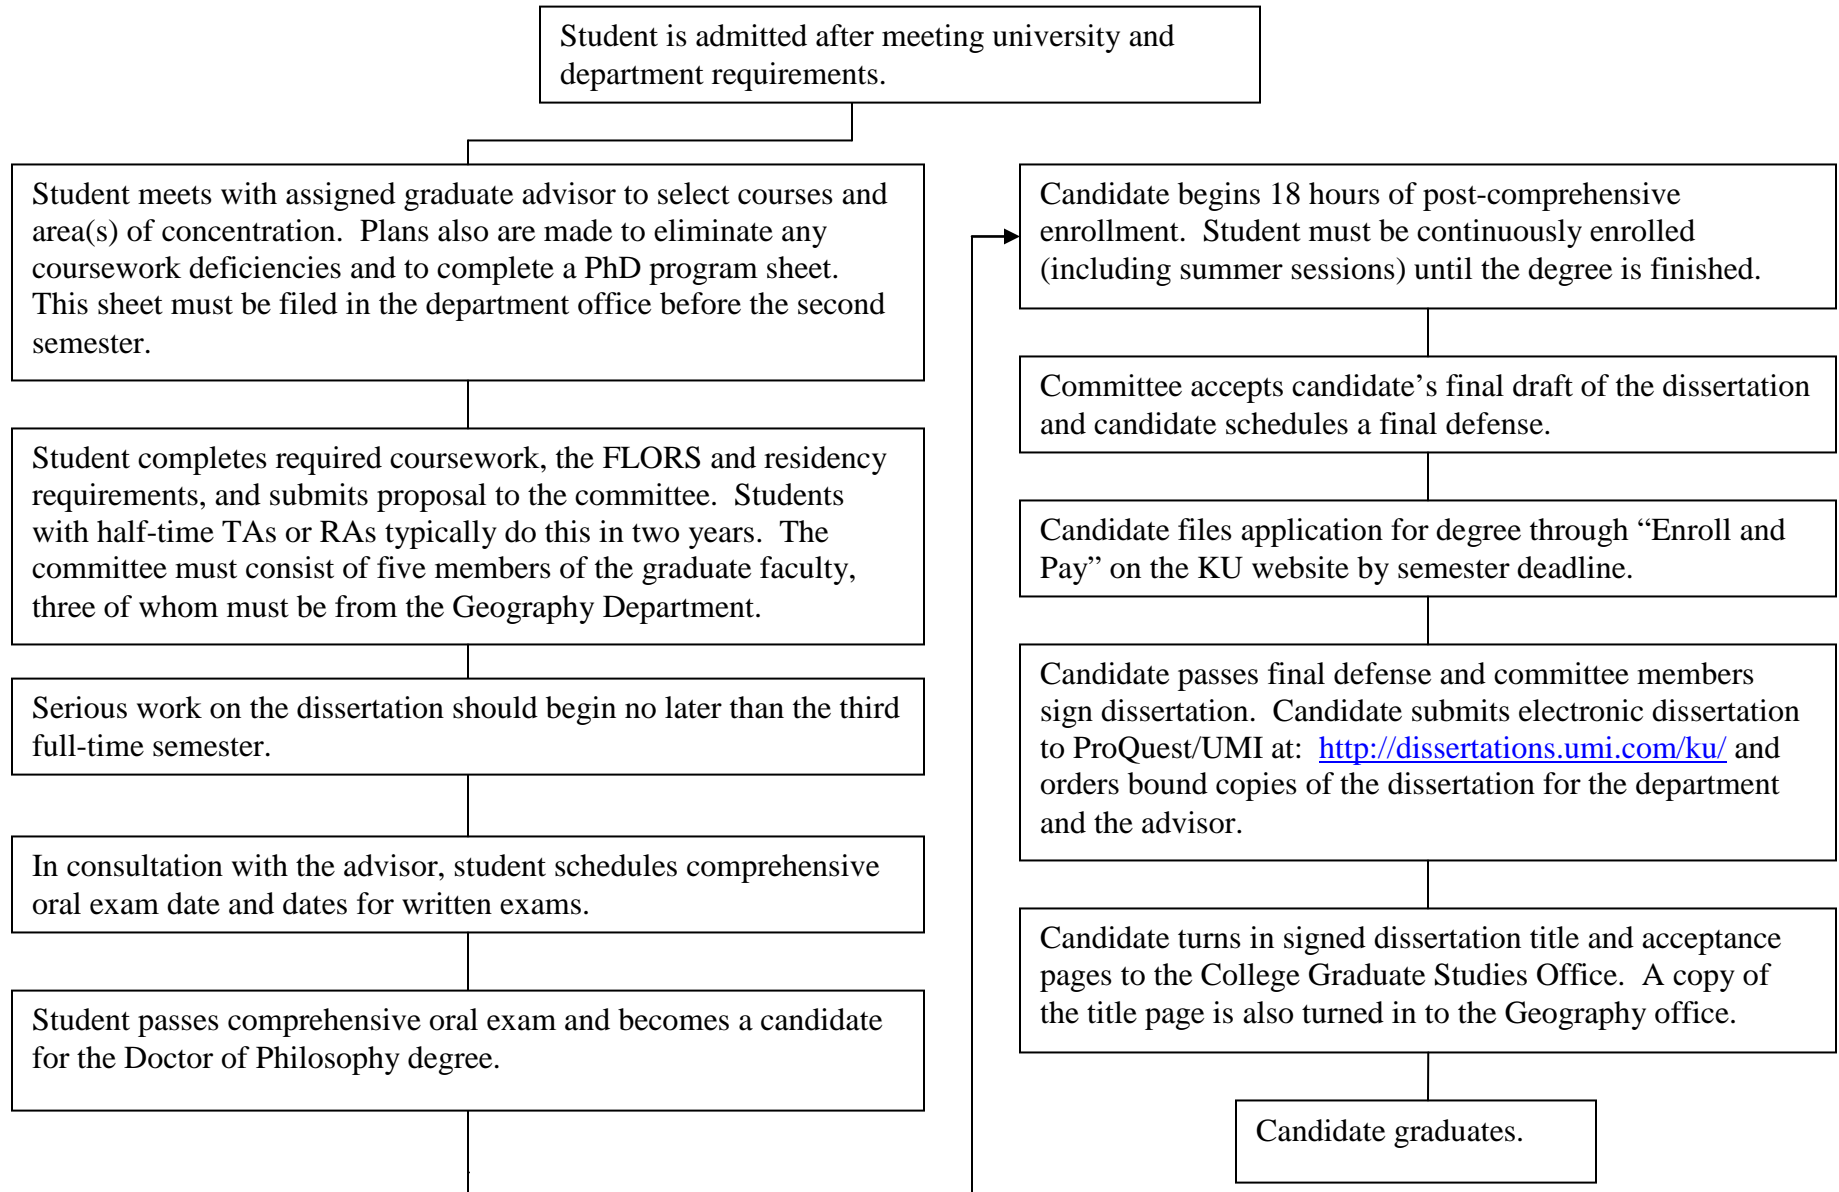 Student is admitted after meeting university and
department requirements.
Student meets with assigned graduate advisor to select courses and
area(s) of concentration.  Plans also are made to eliminate any
coursework deficiencies and to complete a PhD program sheet.
This sheet must be filed in the department office before the second
semester.
Student completes required coursework, the FLORS and residency
requirements, and submits proposal to the committee.  Students
with half-time TAs or RAs typically do this in two years.  The
committee must consist of five members of the graduate faculty,
three of whom must be from the Geography Department.
Serious work on the dissertation should begin no later than the third
full-time semester.
In consultation with the advisor, student schedules comprehensive
oral exam date and dates for written exams.
Student passes comprehensive oral exam and becomes a candidate
for the Doctor of Philosophy degree.
Candidate begins 18 hours of post-comprehensive
enrollment.  Student must be continuously enrolled
(including summer sessions) until the degree is finished.
Committee accepts candidate’s final draft of the dissertation
and candidate schedules a final defense.
Candidate files application for degree through “Enroll and
Pay” on the KU website by semester deadline.
Candidate passes final defense and committee members
sign dissertation.  Candidate submits electronic dissertation
to ProQuest/UMI at:  http://dissertations.umi.com/ku/ and
orders bound copies of the dissertation for the department
and the advisor.
Candidate turns in signed dissertation title and acceptance
pages to the College Graduate Studies Office.  A copy of
the title page is also turned in to the Geography office.
Candidate graduates.